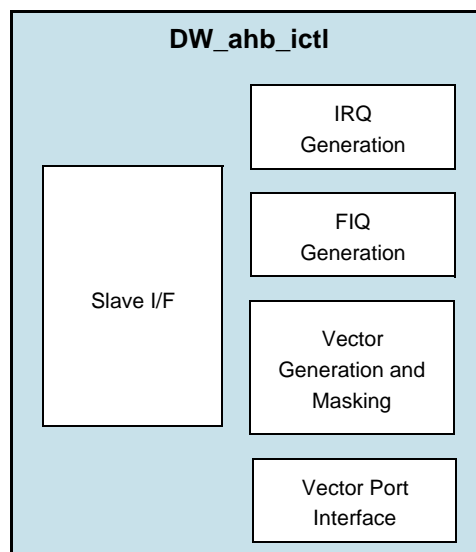 DW_ahb_ictl
IRQ
Generation
FIQ
Generation
Slave I/F
Vector
Generation and
Masking
Vector Port
Interface